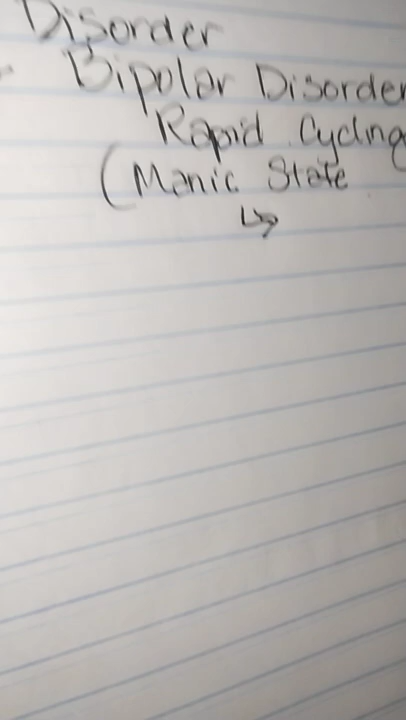 Disorder
Bipolar Disorder
Rapid Cycling
(Manic State
↳